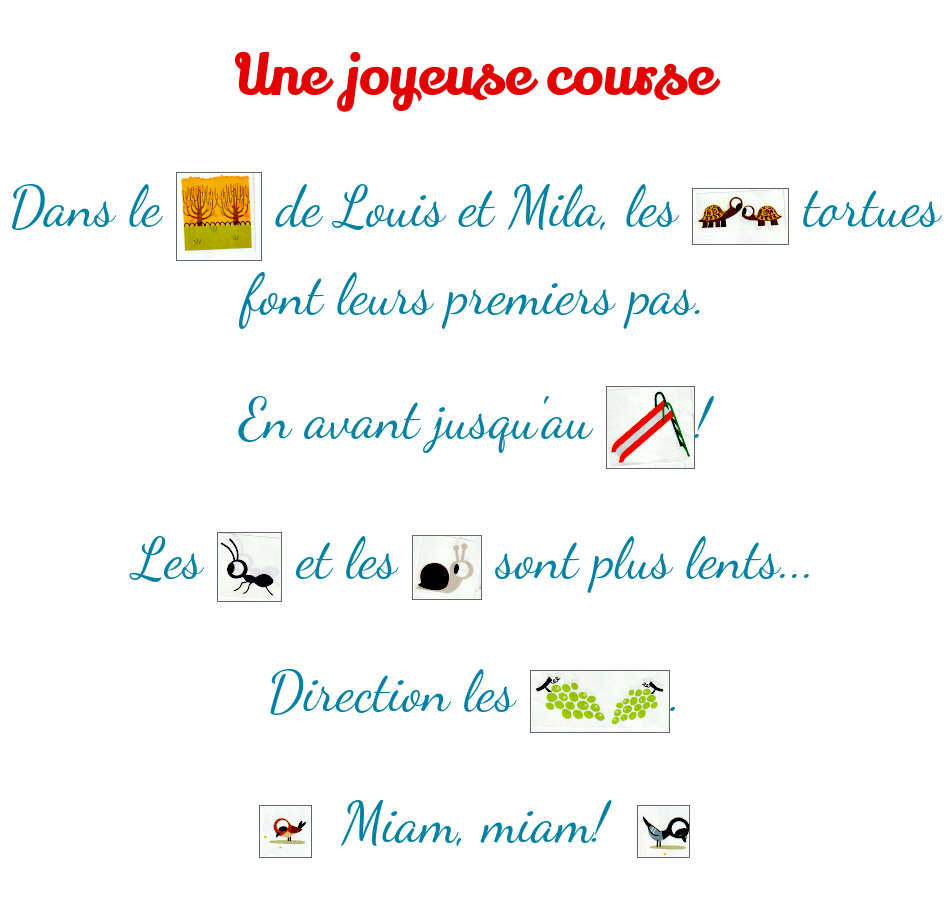 Une joyeuse course
Dans le de Louis et Mila, les tortues
font leurs premiers pas.
En avant jusqu'au !
Les et les sont plus lents...
Direction les .
Miam, miam!